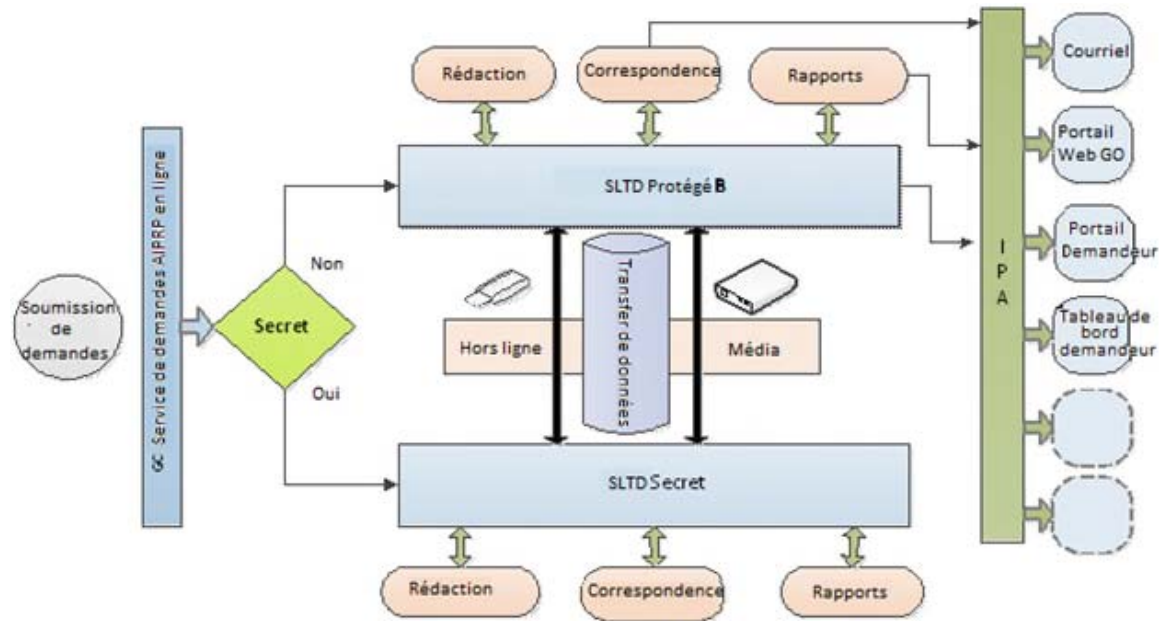 Rédaction
Correspondence
Rapports
Courriel
Portail
Web GO
SLTD Protégé B
Portail
Demandeur
GC Service de demandes AIPRP en ligne
Non
Soumission
de
demandes
Secret
Oui
Hors ligne
Transfer de données
Média
I
P
A
Tableau de
bord
demandeur
SLTD Secret
Rédaction
Correspondence
Rapports